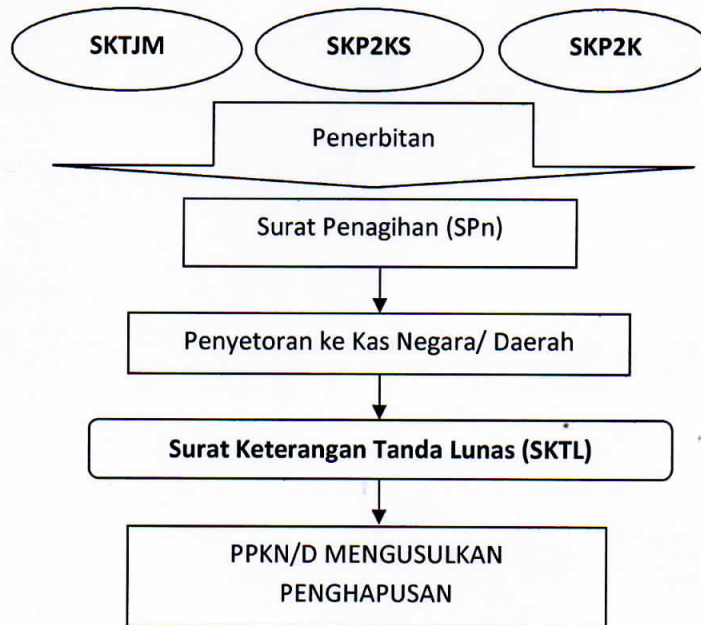 SKTJM
SKP2KS
SKP2K
Penerbitan
Surat Penagihan (SPn)
Penyetoran ke Kas Negara/ Daerah
Surat Keterangan Tanda Lunas (SKTL)
PPKN/D MENGUSULKAN
PENGHAPUSAN